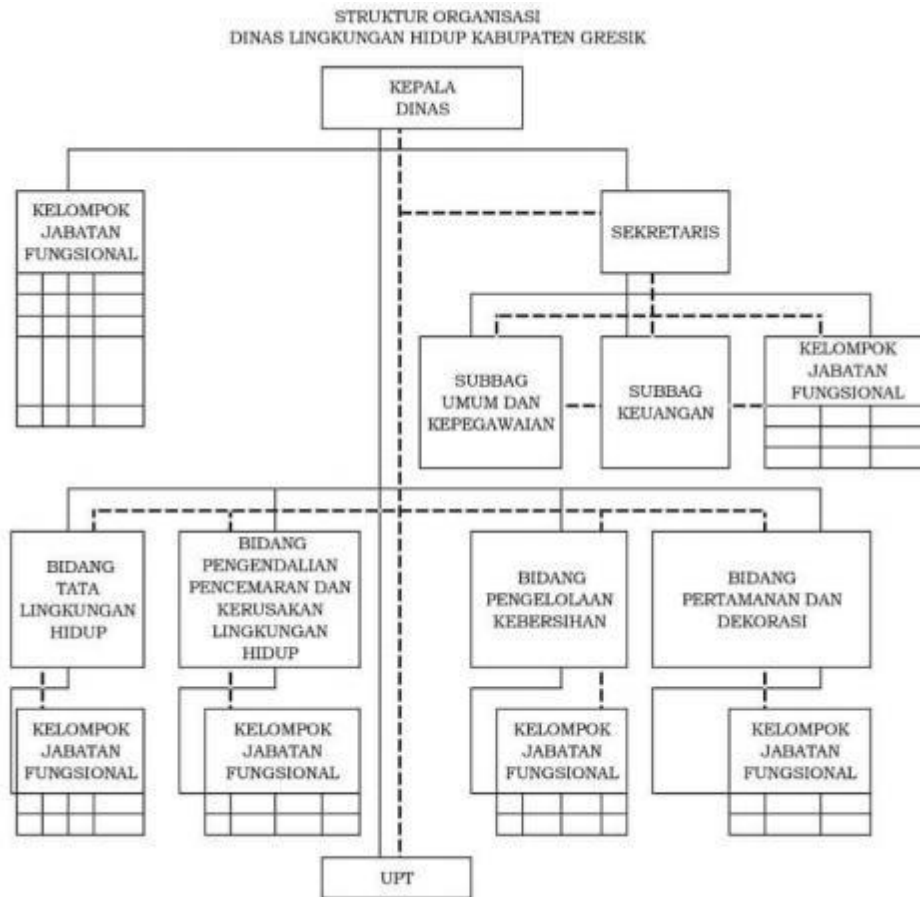 STRUKTUR ORGANISASI
DINAS LINGKUNGAN HIDUP KABUPATEN GRESIK
KEPALA
DINAS
KELOMPOK
JABATAN
FUNGSIONAL
SEKRETARIS
SUBBAG
UMUM DAN
KEPEGAWAIAN
SUBBAG
KEUANGAN
KELOMPOK
JABATAN
FUNGSIONAL
BIDANG
TATA
LINGKUNGAN
HIDUP
BIDANG
PENGENDALIAN
PENCEMARAN DAN
KERUSAKAN
LINGKUNGAN
HIDUP
BIDANG
PENGELOLAAN
KEBERSIHAN
BIDANG
PERTAMANAN DAN
DEKORASI
KELOMPOK
JABATAN
FUNGSIONAL
KELOMPOK
JABATAN
FUNGSIONAL
KELOMPOK
JABATAN
FUNGSIONAL
KELOMPOK
JABATAN
FUNGSIONAL
UPT